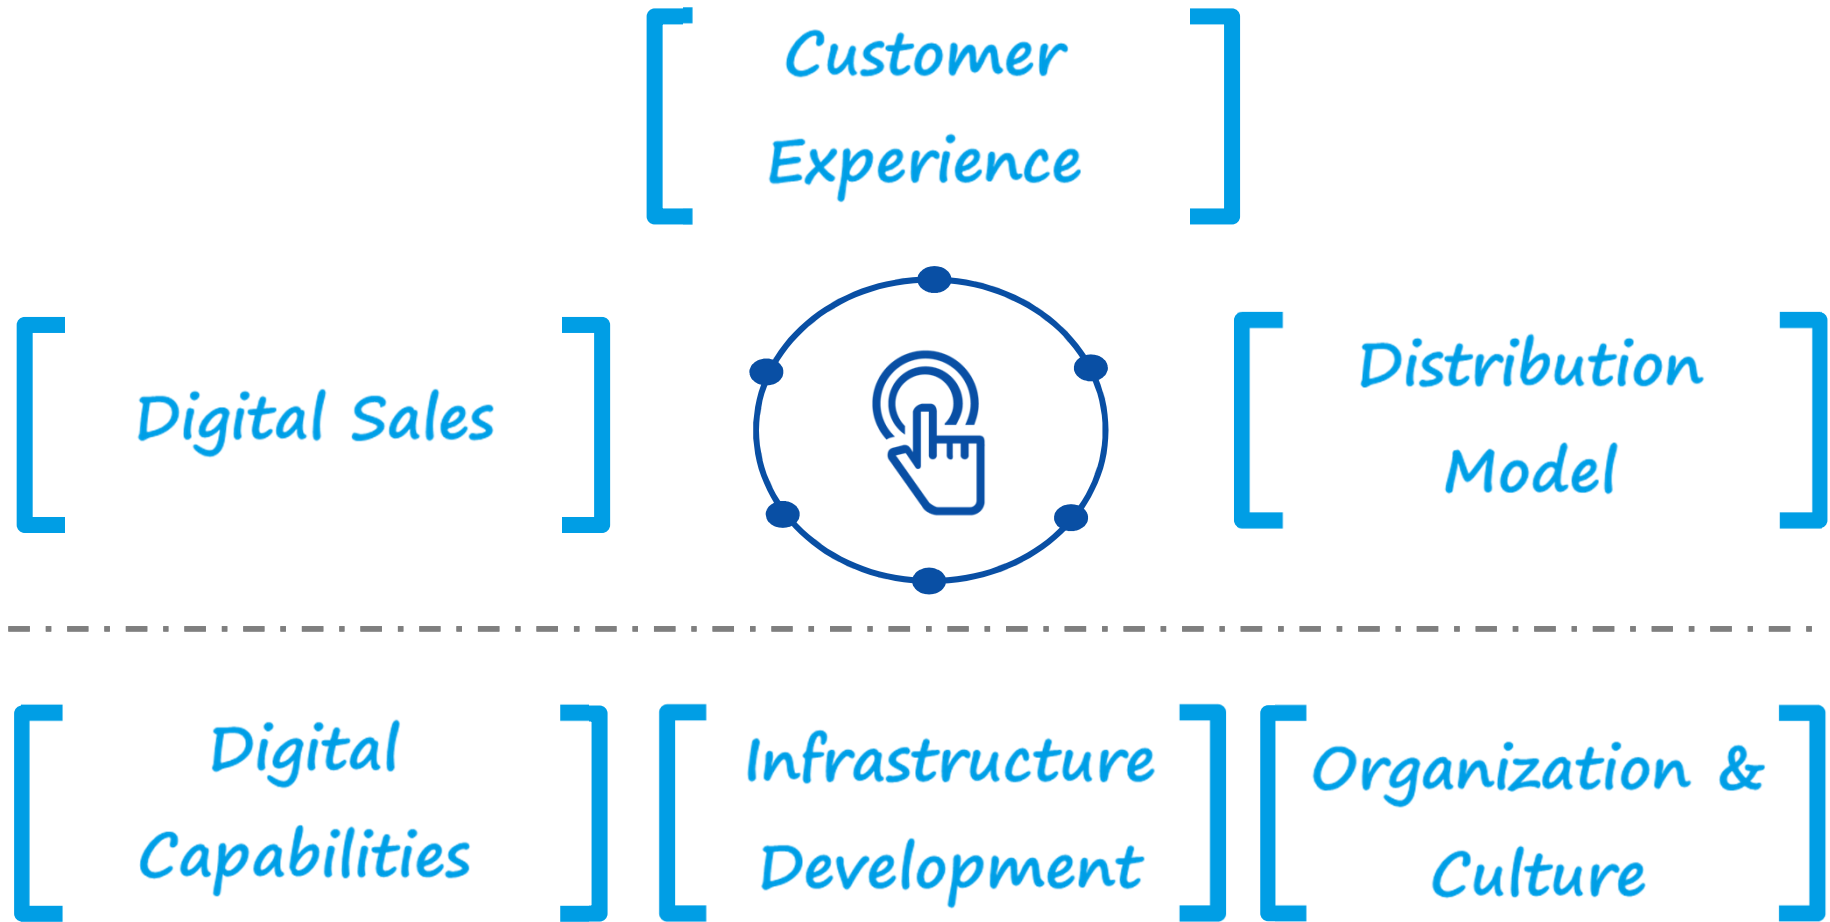 Customer
Experience
Digital Sales
Distribution
Model
Digital
Capabilities
Infrastructure
Development
Organization &
Culture